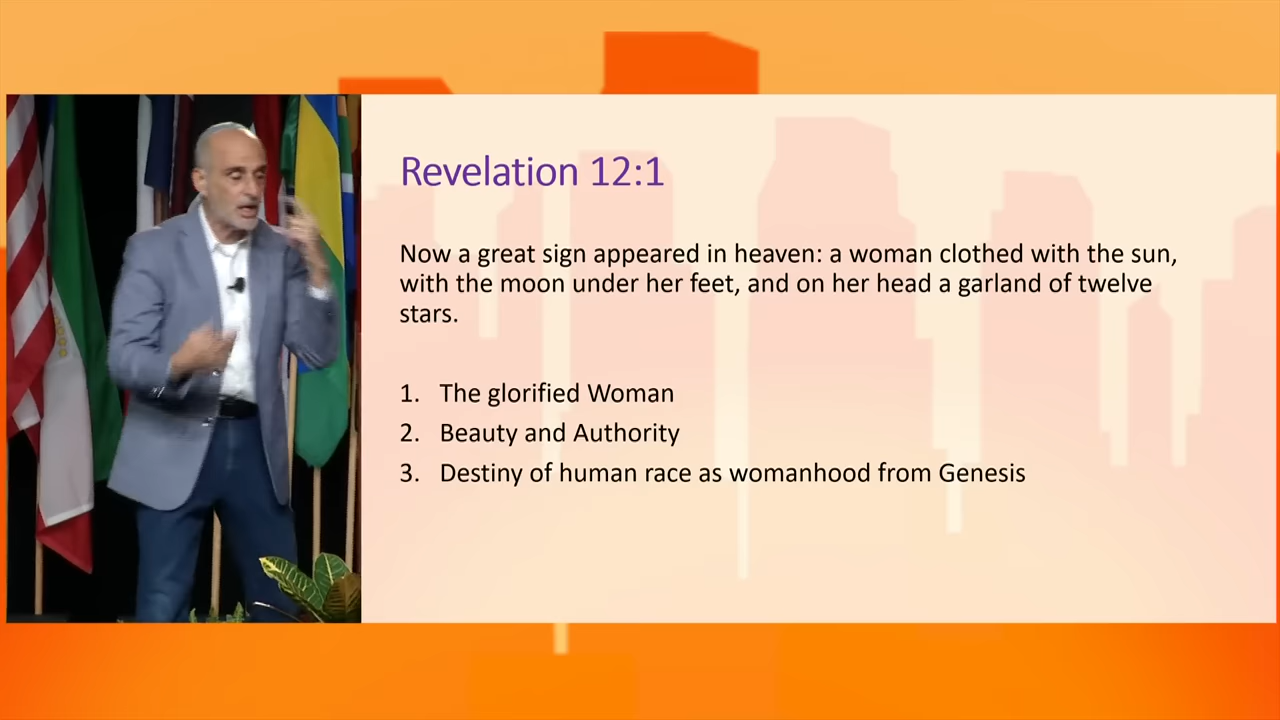 Revelation 12:1
Now a great sign appeared in heaven: a woman clothed with the sun,
with the moon under her feet, and on her head a garland of twelve
stars.
1. The glorified Woman
2. Beauty and Authority
3. Destiny of human race as womanhood from Genesis